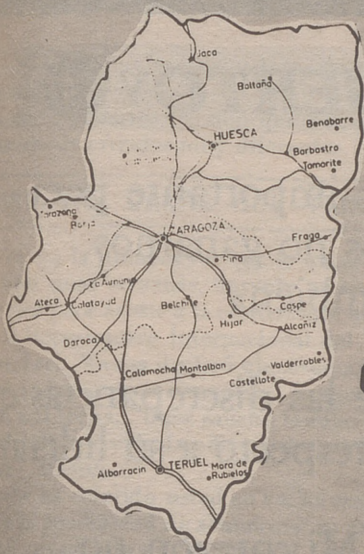 Jaca
Boltaña
Benabarre
HUESCA
Barbastro
Tamarite
Borja
ZARAGOZA
Fraga
Pina
La Almunia
Ateca
Calatayud
Belchite
Caspe
Hijar
Alcañiz
Daroca
Calamocha
Montalban
Valderrobles
Castellote
Albarracin
TERUEL
Mora de
Rubielos